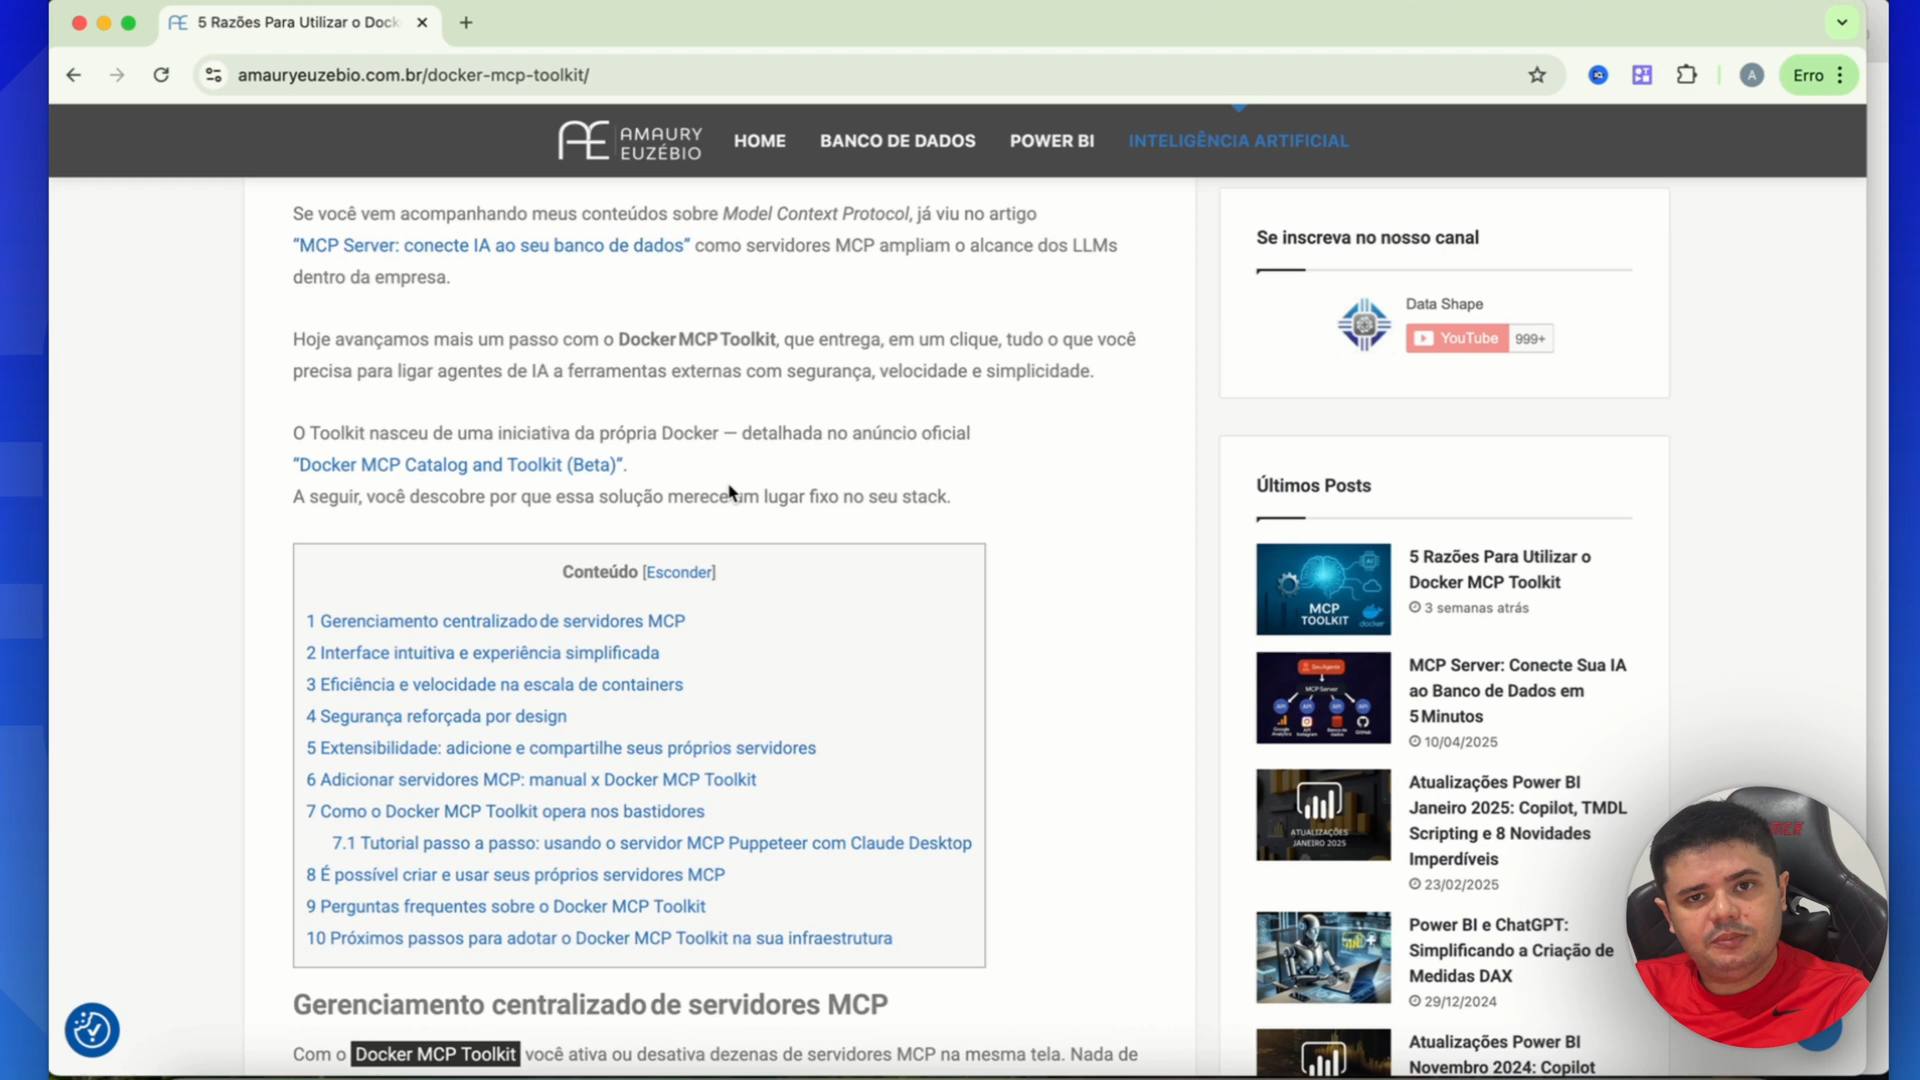 5 Razões Para Utilizar o Dock
amauryeuzebio.com.br/docker-mcp-toolkit/
A
Erro
AE AMAURY EUZÉBIO
HOME
BANCO DE DADOS
POWER BI
INTELIGÊNCIA ARTIFICIAL
Se você vem acompanhando meus conteúdos sobre Model Context Protocol, já viu no artigo
“MCP Server: conecte IA ao seu banco de dados” como servidores MCP ampliam o alcance dos LLMs
dentro da empresa.
Hoje avançamos mais um passo com o Docker MCP Toolkit, que entrega, em um clique, tudo o que você
precisa para ligar agentes de IA a ferramentas externas com segurança, velocidade e simplicidade.
O Toolkit nasceu de uma iniciativa da própria Docker — detalhada no anúncio oficial
“Docker MCP Catalog and Toolkit (Beta)”.
A seguir, você descobre por que essa solução merece um lugar fixo no seu stack.
Conteúdo [Esconder]
1 Gerenciamento centralizado de servidores MCP
2 Interface intuitiva e experiência simplificada
3 Eficiência e velocidade na escala de containers
4 Segurança reforçada por design
5 Extensibilidade: adicione e compartilhe seus próprios servidores
6 Adicionar servidores MCP: manual x Docker MCP Toolkit
7 Como o Docker MCP Toolkit opera nos bastidores
7.1 Tutorial passo a passo: usando o servidor MCP Puppeteer com Claude Desktop
8 É possível criar e usar seus próprios servidores MCP
9 Perguntas frequentes sobre o Docker MCP Toolkit
10 Próximos passos para adotar o Docker MCP Toolkit na sua infraestrutura
Gerenciamento centralizado de servidores MCP
Com o Docker MCP Toolkit você ativa ou desativa dezenas de servidores MCP na mesma tela. Nada de
Se inscreva no nosso canal
Data Shape
YouTube 999+
Últimos Posts
MCP
TOOLKIT
docker
5 Razões Para Utilizar o
Docker MCP Toolkit
3 semanas atrás
Seu Agente
MCP Server
API API API API
MCP Server: Conecte Sua IA
ao Banco de Dados em
5 Minutos
10/04/2025
ATUALIZAÇÕES
JANEIRO 2025
Atualizações Power BI
Janeiro 2025: Copilot, TMDL
Scripting e 8 Novidades
Imperdíveis
23/02/2025
Power BI e ChatGPT:
Simplificando a Criação de
Medidas DAX
29/12/2024
Atualizações Power BI
Novembro 2024: Copilot